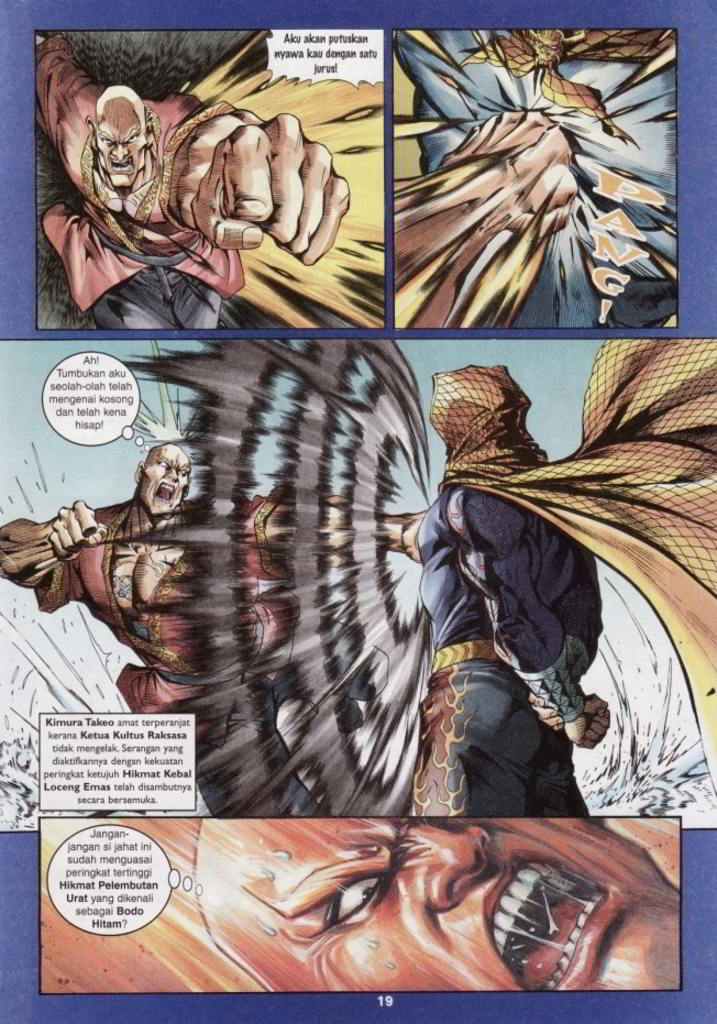 Aku akan putuskan
nyawa kau dengan satu
jurus!
PANG!
Ah!
Tumbukan aku
seolah-olah telah
mengenai kosong
dan telah kena
hisap!
Kimura Takeo amat terperanjat
kerana Ketua Kultus Raksasa
tidak mengelak. Serangan yang
diaktifkannya dengan kekuatan
peringkat ketujuh Hikmat Kebal
Loceng Emas telah disambutnya
secara bersemuka.
Jangan-
jangan si jahat ini
sudah menguasai
peringkat tertinggi
Hikmat Pelembutan
Urat yang dikenali
sebagai Bodo
Hitam?
19